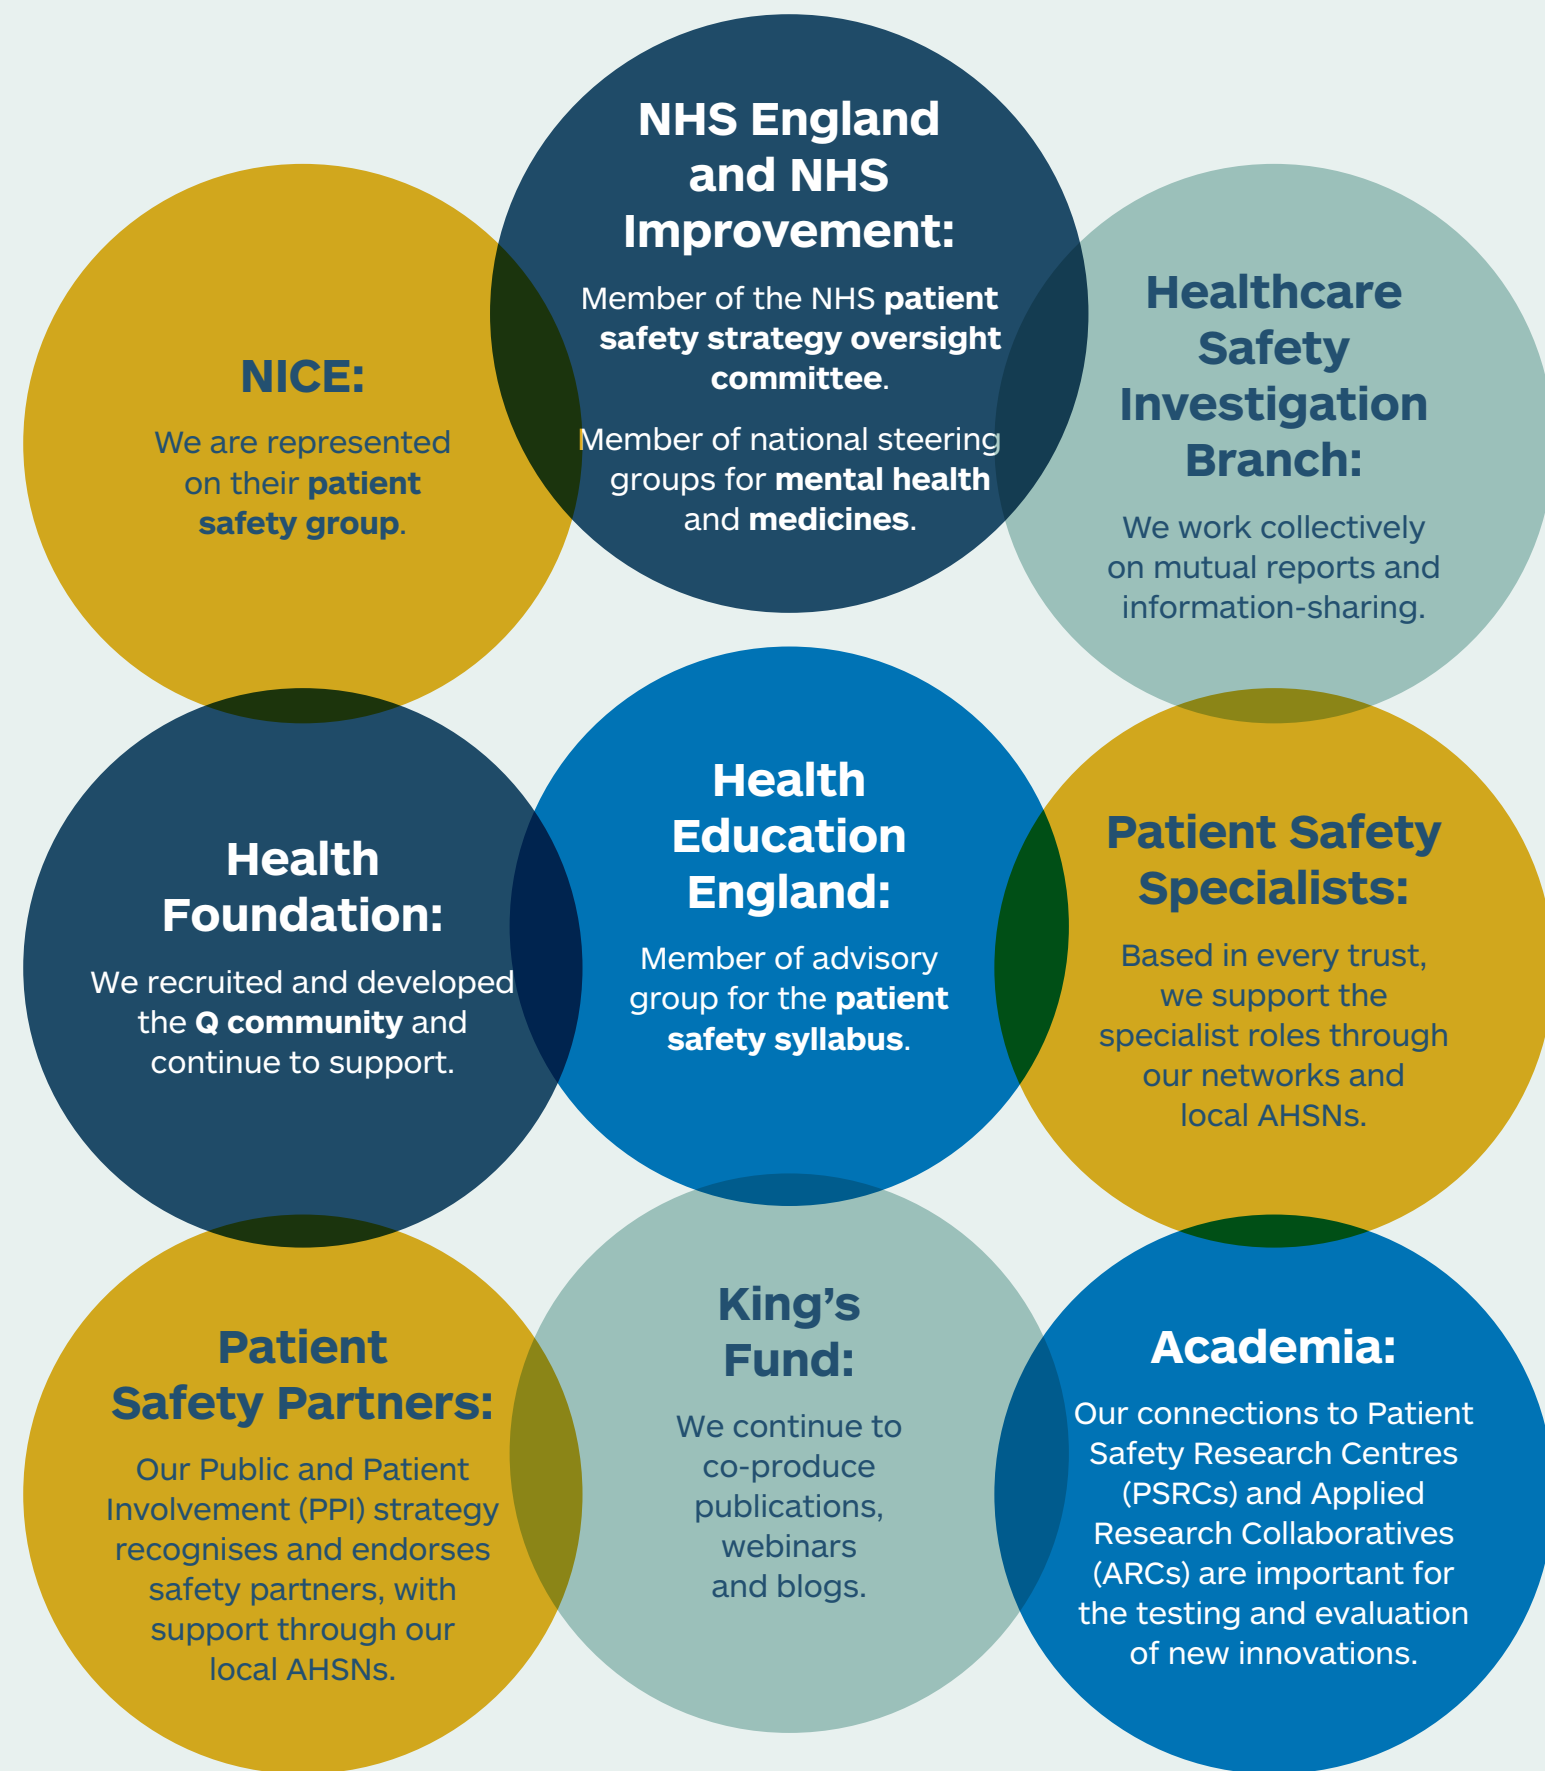 NHS England
and NHS
Improvement:
Member of the NHS patient
safety strategy oversight
committee.
Member of national steering
groups for mental health
and medicines.
NICE:
We are represented
on their patient
safety group.
Healthcare
Safety
Investigation
Branch:
We work collectively
on mutual reports and
information-sharing.
Health
Foundation:
We recruited and developed
the Q community and
continue to support.
Health
Education
England:
Member of advisory
group for the patient
safety syllabus.
Patient Safety
Specialists:
Based in every trust,
we support the
specialist roles through
our networks and
local AHSNs.
Patient
Safety Partners:
Our Public and Patient
Involvement (PPI) strategy
recognises and endorses
safety partners, with
support through our
local AHSNs.
King’s
Fund:
We continue to
co-produce
publications,
webinars
and blogs.
Academia:
Our connections to Patient
Safety Research Centres
(PSRCs) and Applied
Research Collaboratives
(ARCs) are important for
the testing and evaluation
of new innovations.